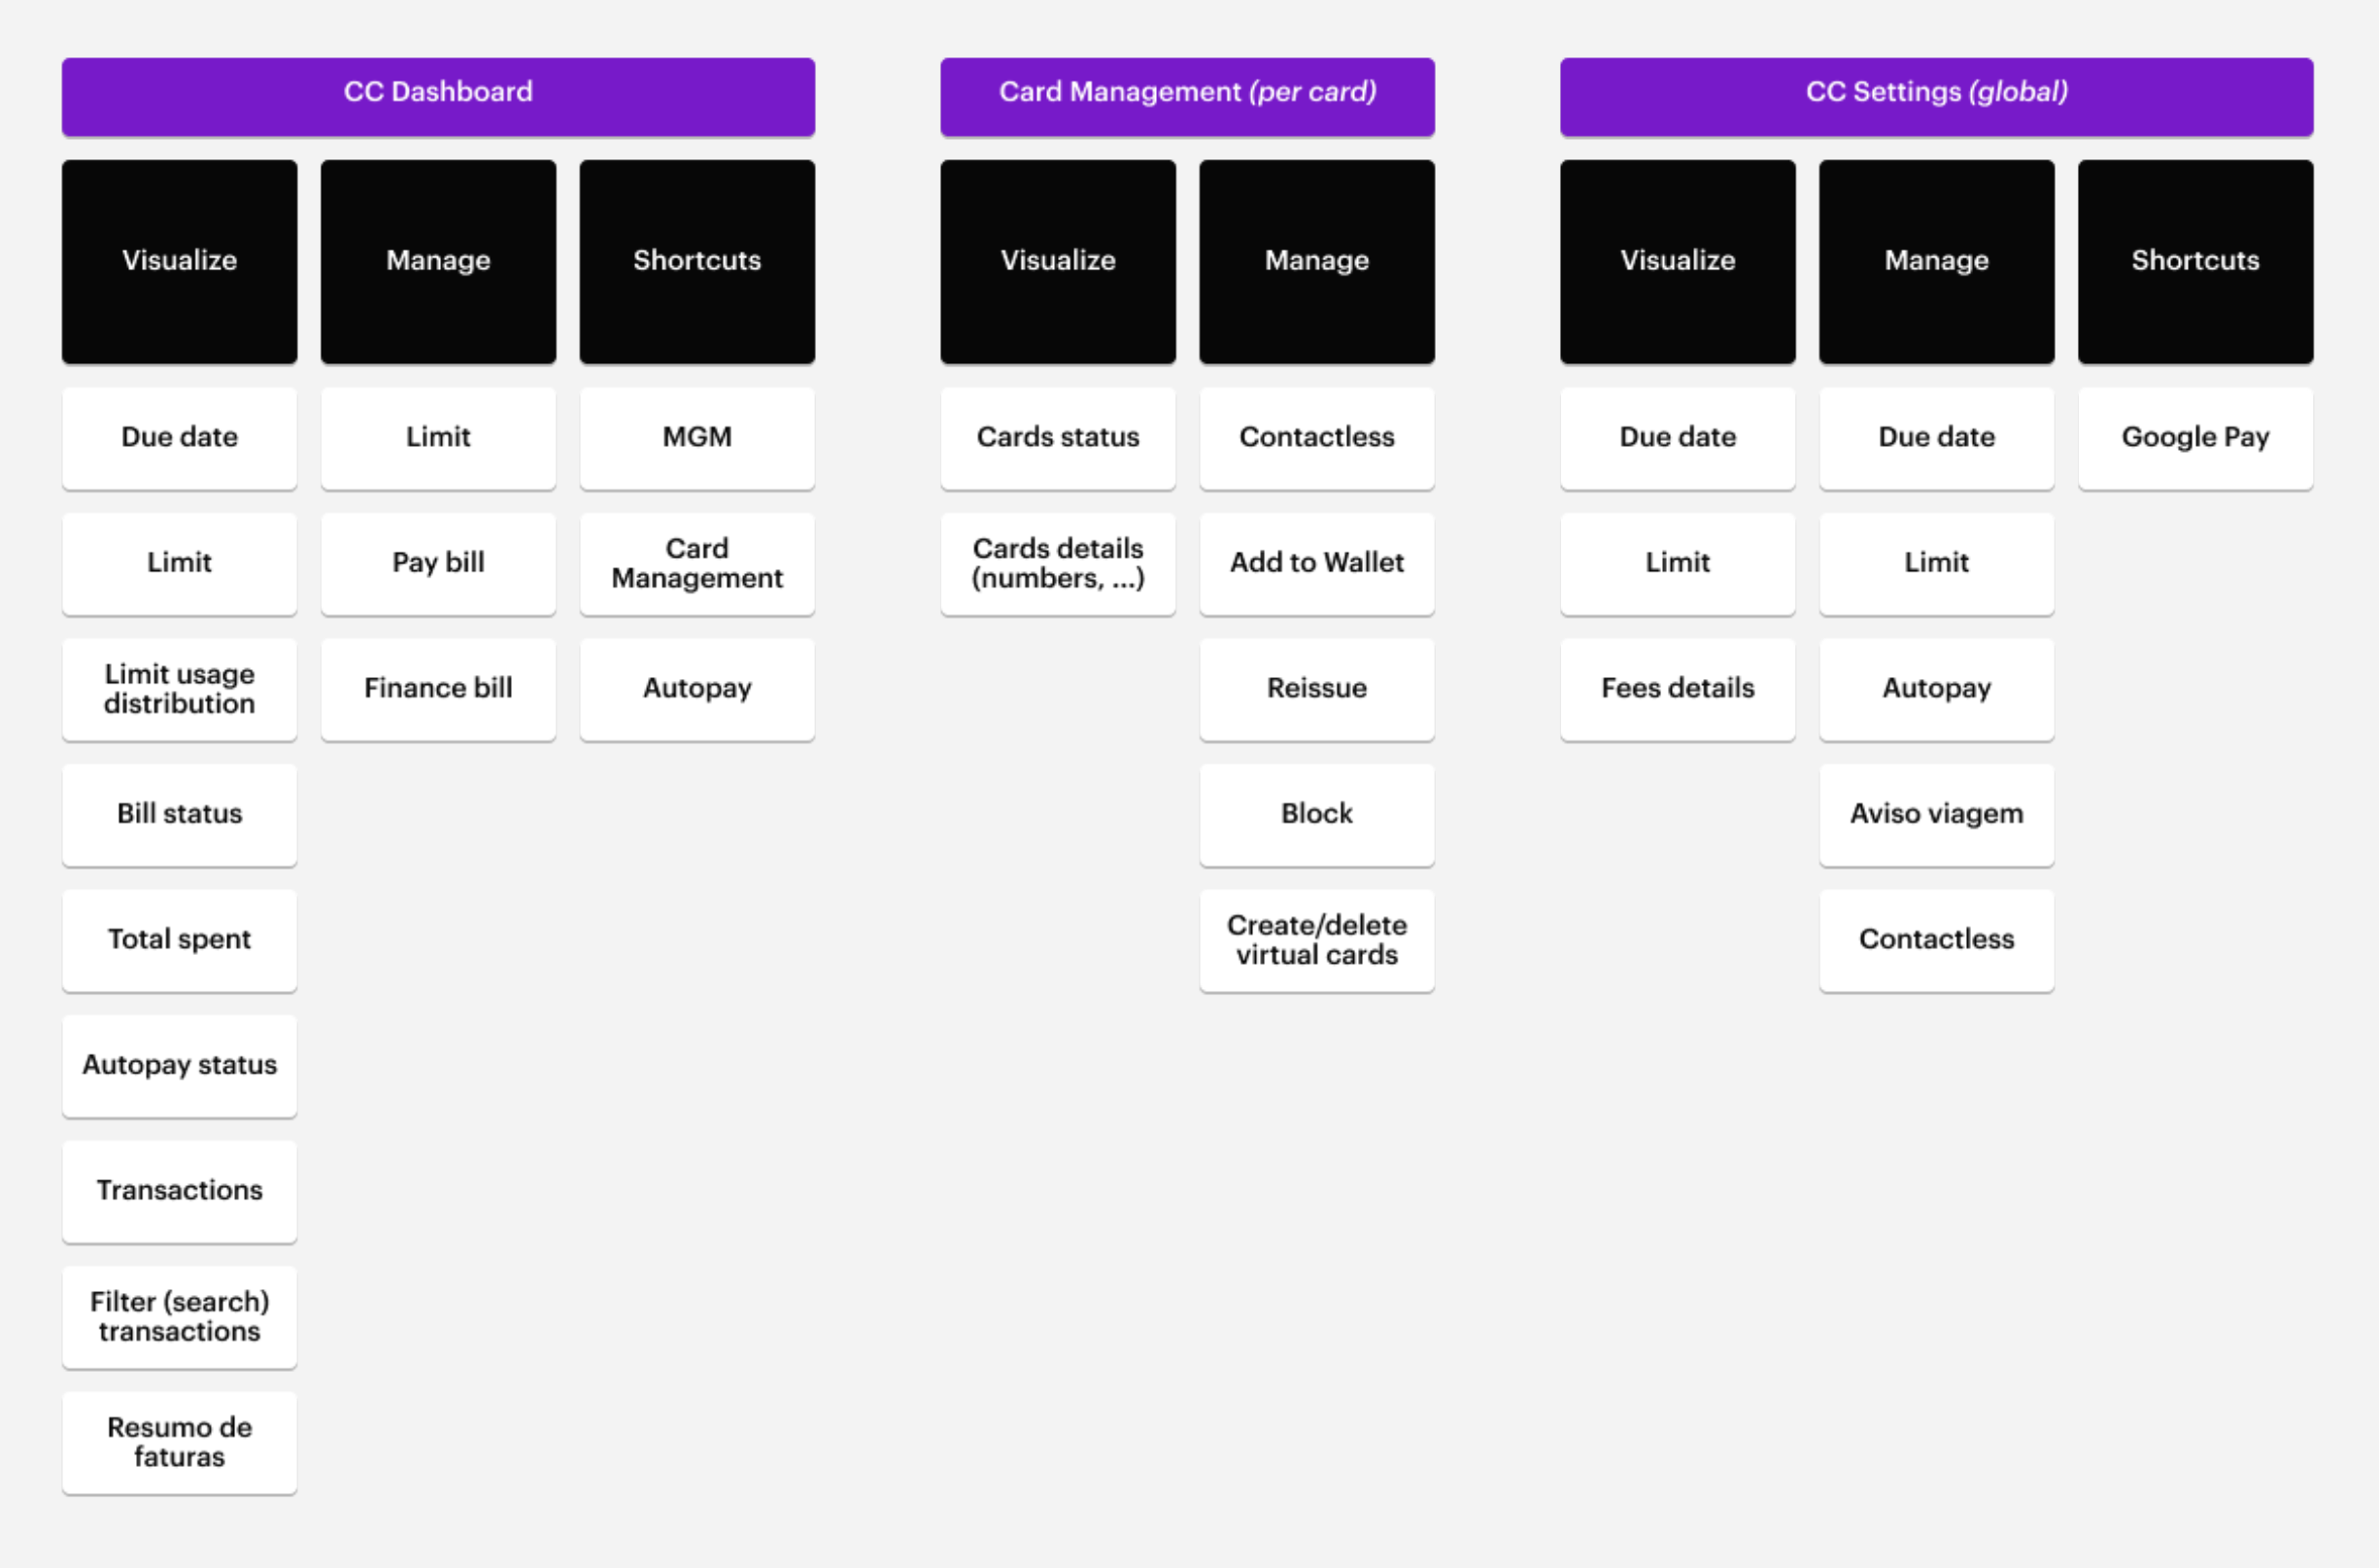 CC Dashboard
Visualize
Manage
Shortcuts
Due date
Limit
MGM
Limit
Pay bill
Card
Management
Limit usage
distribution
Finance bill
Autopay
Bill status
Total spent
Autopay status
Transactions
Filter (search)
transactions
Resumo de
faturas
Card Management (per card)
Visualize
Manage
Cards status
Contactless
Cards details
(numbers, ...)
Add to Wallet
Reissue
Block
Create/delete
virtual cards
CC Settings (global)
Visualize
Manage
Shortcuts
Due date
Due date
Google Pay
Limit
Limit
Fees details
Autopay
Aviso viagem
Contactless